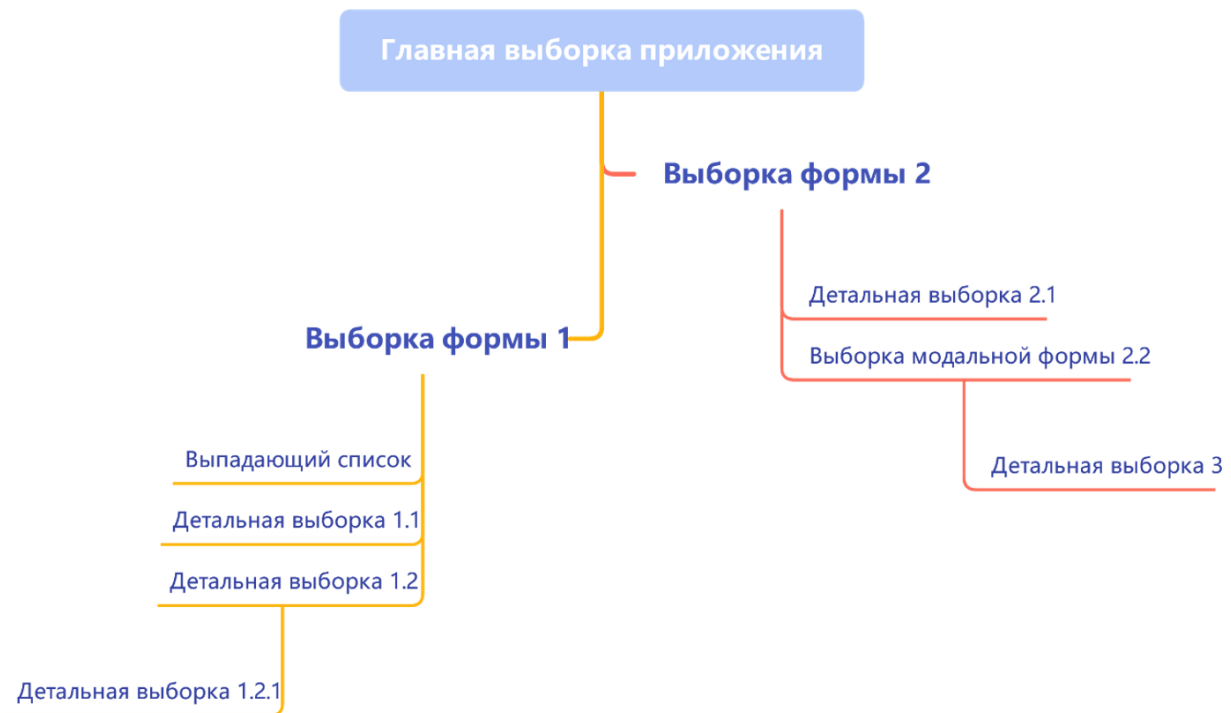 Главная выборка приложения
Выборка формы 2
Детальная выборка 2.1
Выборка модальной формы 2.2
Детальная выборка 3
Выборка формы 1
Выпадающий список
Детальная выборка 1.1
Детальная выборка 1.2
Детальная выборка 1.2.1